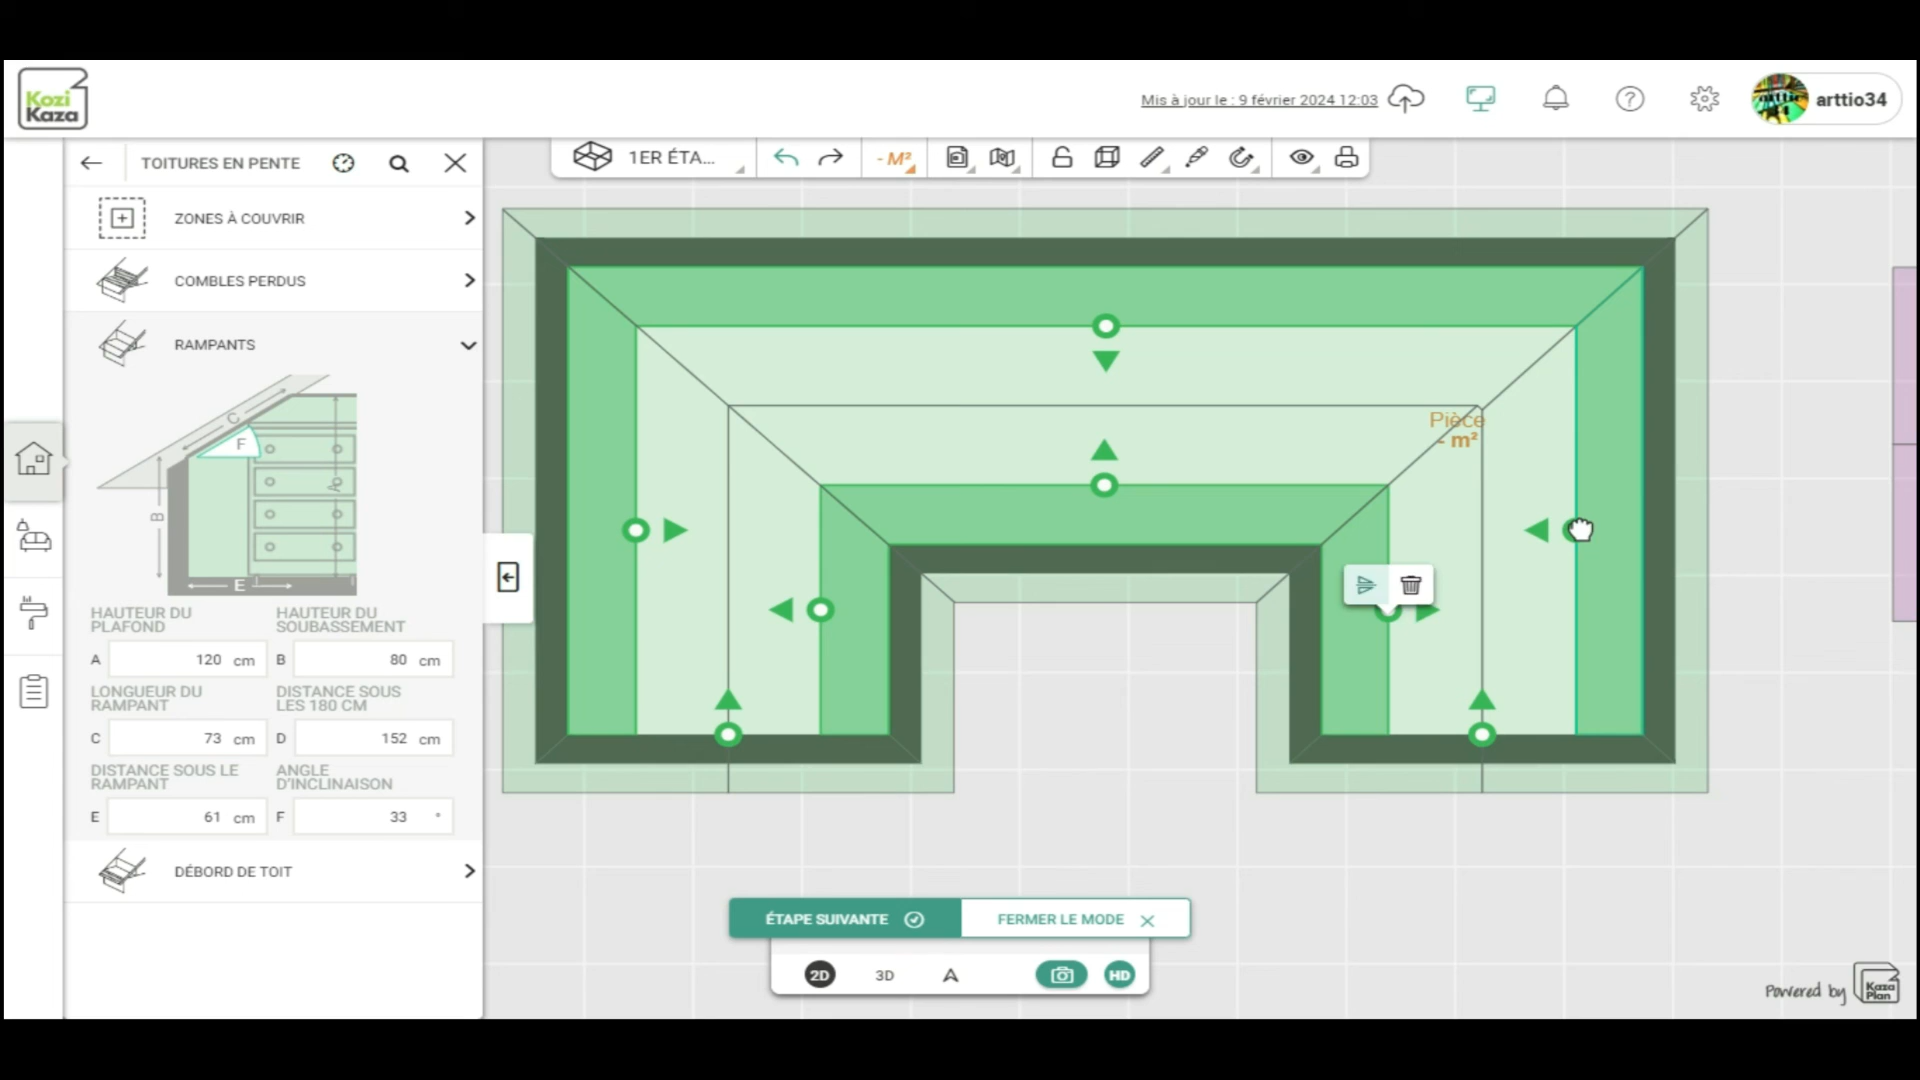 Kozi
Kaza
Mis à jour le : 9 février 2024 12:03
arttio34
TOITURES EN PENTE
1ER ÉTA...
- M²
ZONES À COUVRIR
COMBLES PERDUS
RAMPANTS
C
F
A
B
E
HAUTEUR DU
PLAFOND
HAUTEUR DU
SOUBASSEMENT
A 120 cm
B 80 cm
LONGUEUR DU
RAMPANT
DISTANCE SOUS
LES 180 CM
C 73 cm
D 152 cm
DISTANCE SOUS LE
RAMPANT
ANGLE
D'INCLINAISON
E 61 cm
F 33 °
DÉBORD DE TOIT
Pièce
- m²
ÉTAPE SUIVANTE
FERMER LE MODE
2D
3D
HD
Powered by
Kaza
Plan